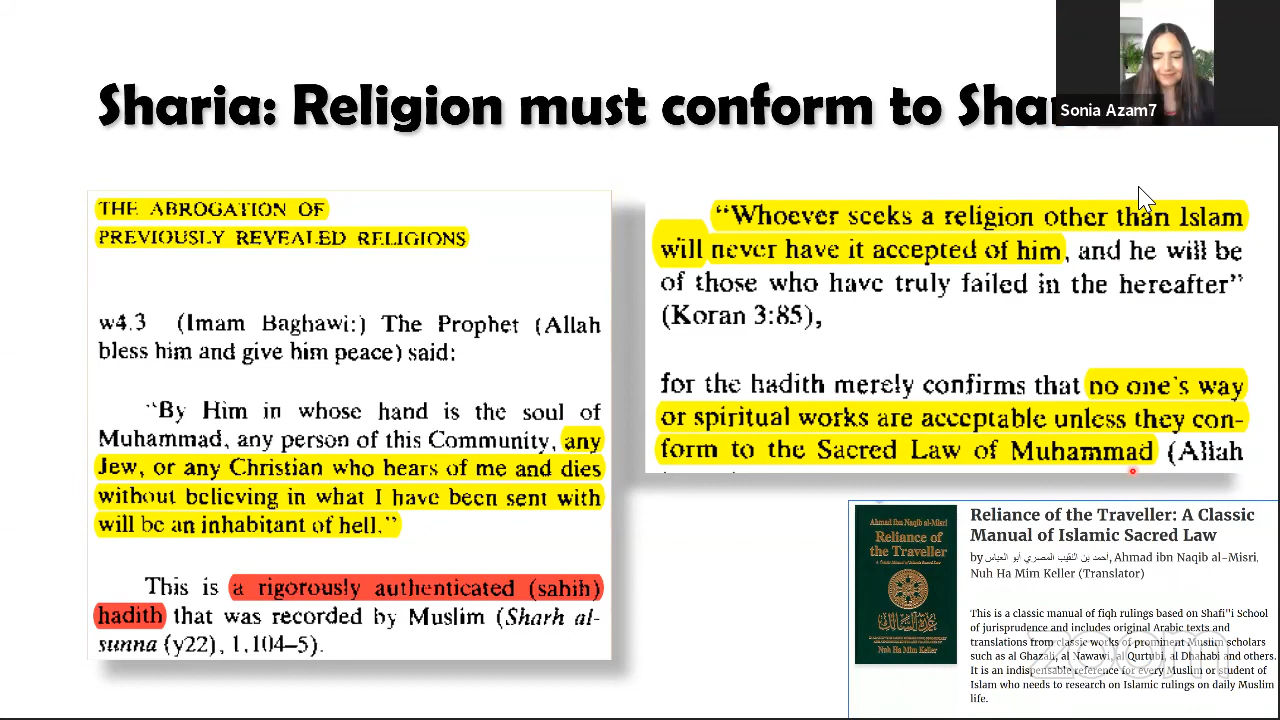 Sharia: Religion must conform to Shar
Sonia Azam7
THE ABROGATION OF
PREVIOUSLY REVEALED RELIGIONS
w4.3 (Imam Baghawi:) The Prophet (Allah
bless him and give him peace) said:
"By Him in whose hand is the soul of
Muhammad, any person of this Community, any
Jew, or any Christian who hears of me and dies
without believing in what I have been sent with
will be an inhabitant of hell."
This is a rigorously authenticated (sahih)
hadith that was recorded by Muslim (Sharh al-
sunna (y22), 1.104–5).
"Whoever seeks a religion other than Islam
will never have it accepted of him, and he will be
of those who have truly failed in the hereafter"
(Koran 3:85),
for the hadith merely confirms that no one's way
or spiritual works are acceptable unless they con-
form to the Sacred Law of Muhammad (Allah
Ahmad ibn Naqib al-Misri
Reliance of
the Traveller
Nuh Ha Mim Keller
Reliance of the Traveller: A Classic
Manual of Islamic Sacred Law
by احمد بن النقيب المصري أبو العباس, Ahmad ibn Naqib al-Misri,
Nuh Ha Mim Keller (Translator)
This is a classic manual of fiqh rulings based on Shafi"i School
of jurisprudence and includes original Arabic texts and
translations from classic works of prominent Muslim scholars
such as al Ghazali, al Nawawi, al Qurtubi, al Dhahabi and others.
It is an indispensable reference for every Muslim or student of
Islam who needs to research on Islamic rulings on daily Muslim
life.
zoom